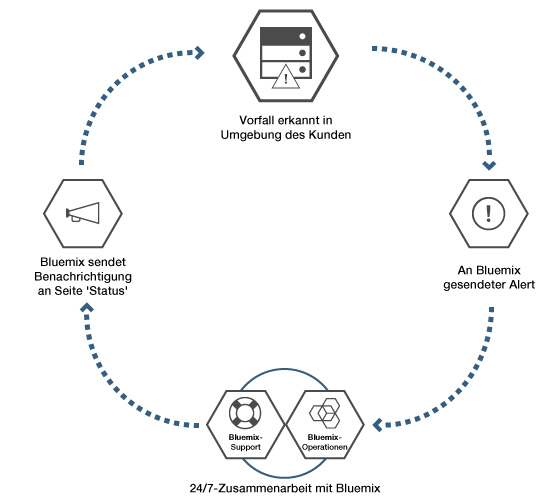 Vorfall erkannt in
Umgebung des Kunden
!
!
An Bluemix
gesendeter Alert
Bluemix sendet
Benachrichtigung
an Seite 'Status'
Bluemix-
Support
Bluemix-
Operationen
24/7-Zusammenarbeit mit Bluemix